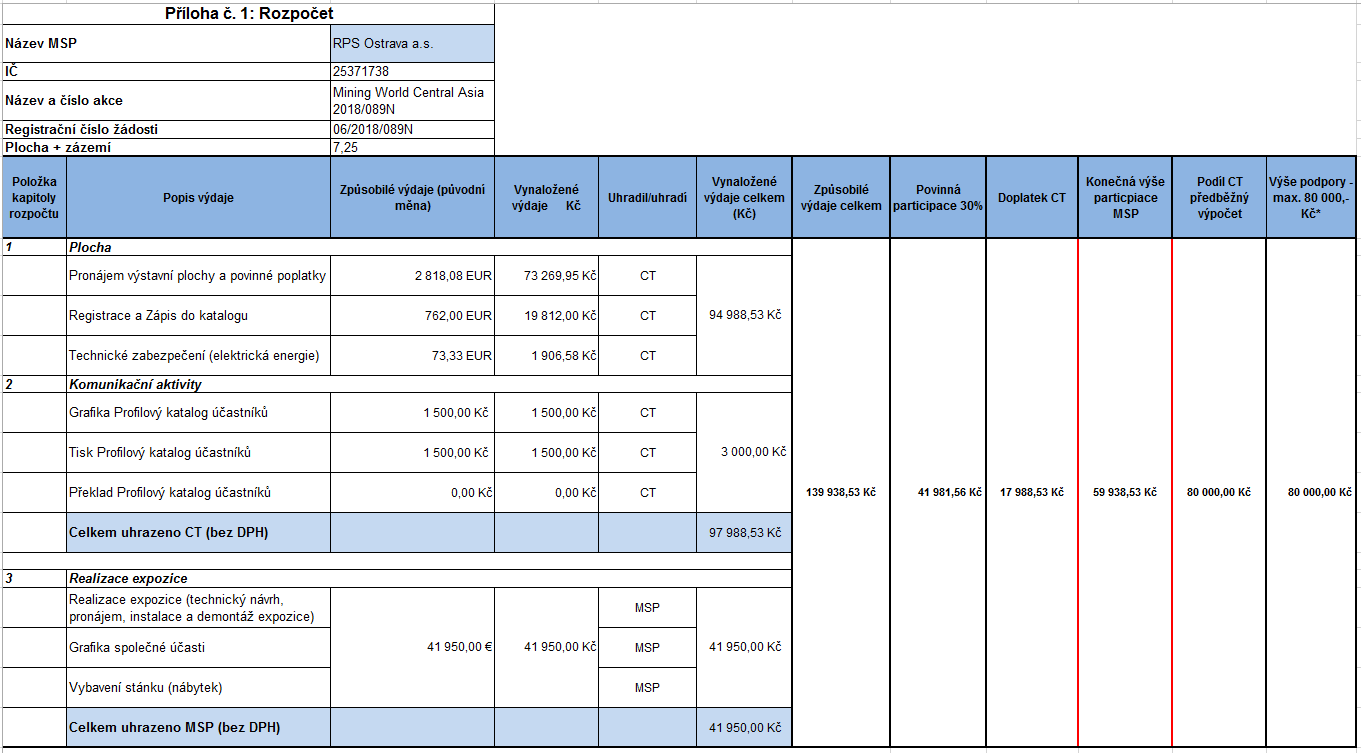 Příloha č. 1: Rozpočet
Název MSP RPS Ostrava a.s.
IČ 25371738
Název a číslo akce Mining World Central Asia
2018/089N
Registrační číslo žádosti 06/2018/089N
Plocha + zázemí 7,25
Položka kapitoly rozpočtu Popis výdaje Způsobilé výdaje (původní měna) Vynaložené výdaje Kč Uhradil/uhradí Vynaložené výdaje celkem (Kč) Způsobilé výdaje celkem Povinná participace 30% Doplatek CT Konečná výše particpiace MSP Podíl CT předběžný výpočet Výše podpory - max. 80 000,- Kč*
1 Plocha
Pronájem výstavní plochy a povinné poplatky 2 818,08 EUR 73 269,95 Kč CT
Registrace a Zápis do katalogu 762,00 EUR 19 812,00 Kč CT 94 988,53 Kč
Technické zabezpečení (elektrická energie) 73,33 EUR 1 906,58 Kč CT
2 Komunikační aktivity
Grafika Profilový katalog účastníků 1 500,00 Kč 1 500,00 Kč CT
Tisk Profilový katalog účastníků 1 500,00 Kč 1 500,00 Kč CT 3 000,00 Kč
Překlad Profilový katalog účastníků 0,00 Kč 0,00 Kč CT 139 938,53 Kč 41 981,56 Kč 17 988,53 Kč 59 938,53 Kč 80 000,00 Kč 80 000,00 Kč
Celkem uhrazeno CT (bez DPH) 97 988,53 Kč
3 Realizace expozice
Realizace expozice (technický návrh,
pronájem, instalace a demontáž expozice) MSP
Grafika společné účasti 41 950,00 € 41 950,00 Kč MSP 41 950,00 Kč
Vybavení stánku (nábytek) MSP
Celkem uhrazeno MSP (bez DPH) 41 950,00 Kč